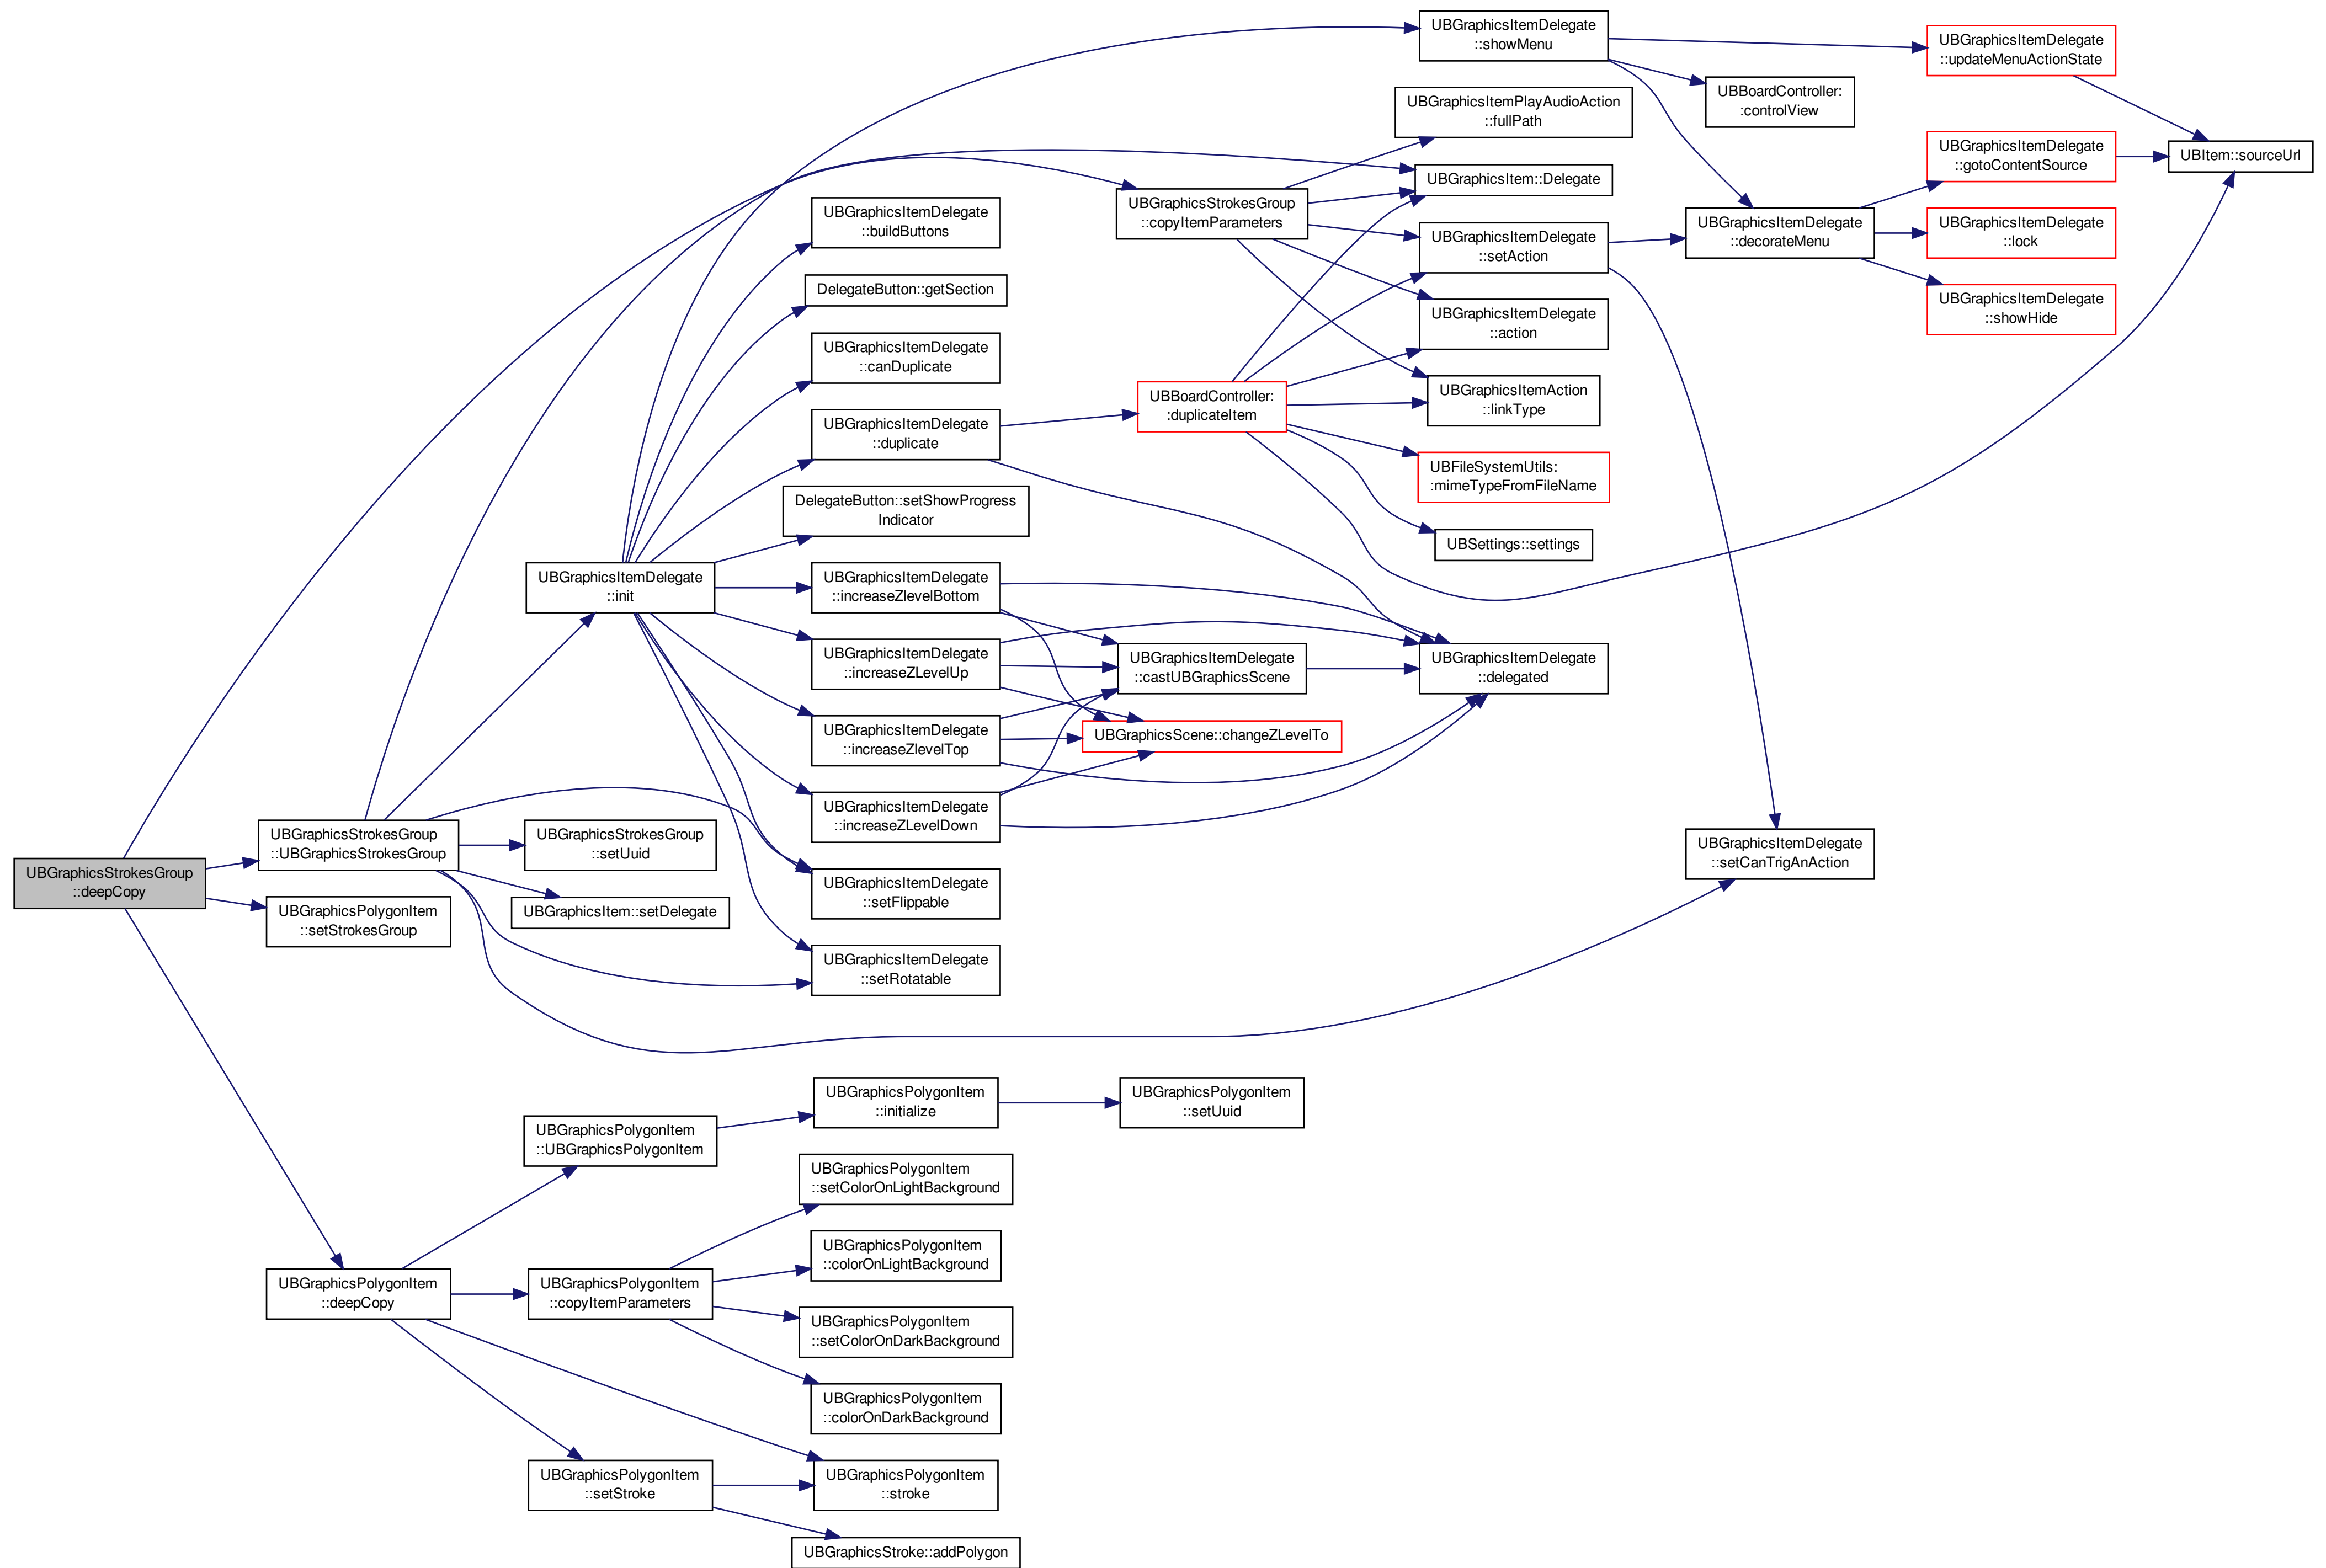 UBGraphicsStrokesGroup
::deepCopy
UBGraphicsStrokesGroup
::UBGraphicsStrokesGroup
UBGraphicsPolygonItem
::setStrokesGroup
UBGraphicsPolygonItem
::deepCopy
UBGraphicsItemDelegate
::init
UBGraphicsStrokesGroup
::setUuid
UBGraphicsItem::setDelegate
UBGraphicsPolygonItem
::UBGraphicsPolygonItem
UBGraphicsPolygonItem
::copyItemParameters
UBGraphicsPolygonItem
::setStroke
UBGraphicsItemDelegate
::buildButtons
DelegateButton::getSection
UBGraphicsItemDelegate
::canDuplicate
UBGraphicsItemDelegate
::duplicate
DelegateButton::setShowProgress
Indicator
UBGraphicsItemDelegate
::increaseZlevelBottom
UBGraphicsItemDelegate
::increaseZLevelUp
UBGraphicsItemDelegate
::increaseZlevelTop
UBGraphicsItemDelegate
::increaseZLevelDown
UBGraphicsItemDelegate
::setFlippable
UBGraphicsItemDelegate
::setRotatable
UBGraphicsPolygonItem
::initialize
UBGraphicsPolygonItem
::setColorOnLightBackground
UBGraphicsPolygonItem
::colorOnLightBackground
UBGraphicsPolygonItem
::setColorOnDarkBackground
UBGraphicsPolygonItem
::colorOnDarkBackground
UBGraphicsPolygonItem
::stroke
UBGraphicsStroke::addPolygon
UBGraphicsStrokesGroup
::copyItemParameters
UBBoardController:
:duplicateItem
UBGraphicsItemDelegate
::castUBGraphicsScene
UBGraphicsScene::changeZLevelTo
UBGraphicsPolygonItem
::setUuid
UBGraphicsItemDelegate
::showMenu
UBGraphicsItemPlayAudioAction
::fullPath
UBGraphicsItem::Delegate
UBGraphicsItemDelegate
::setAction
UBGraphicsItemDelegate
::action
UBGraphicsItemAction
::linkType
UBFileSystemUtils:
:mimeTypeFromFileName
UBSettings::settings
UBGraphicsItemDelegate
::delegated
UBBoardController:
:controlView
UBGraphicsItemDelegate
::decorateMenu
UBGraphicsItemDelegate
::setCanTrigAnAction
UBGraphicsItemDelegate
::updateMenuActionState
UBGraphicsItemDelegate
::gotoContentSource
UBGraphicsItemDelegate
::lock
UBGraphicsItemDelegate
::showHide
UBItem::sourceUrl